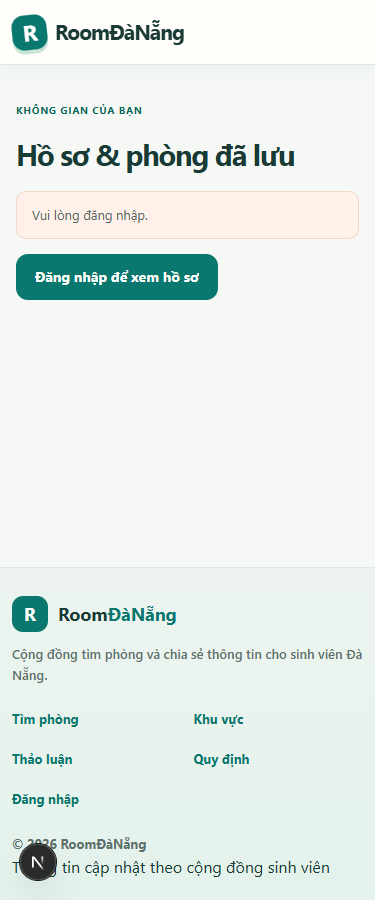 R RoomĐàNẵng
KHÔNG GIAN CỦA BẠN
Hồ sơ & phòng đã lưu
Vui lòng đăng nhập.
Đăng nhập để xem hồ sơ
R RoomĐàNẵng
Cộng đồng tìm phòng và chia sẻ thông tin cho sinh viên Đà
Nẵng.
Tìm phòng Khu vực
Thảo luận Quy định
Đăng nhập
© 2026 RoomĐàNẵng
N tin cập nhật theo cộng đồng sinh viên